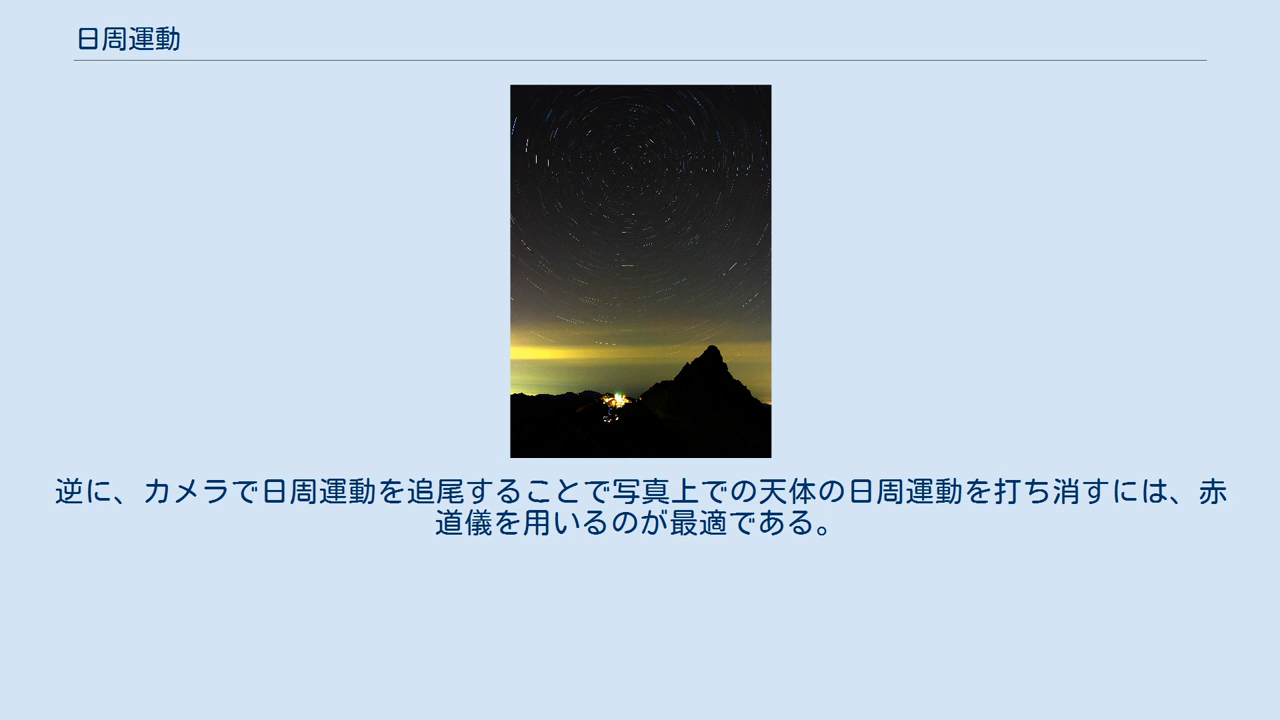 日周運動
逆に、カメラで日周運動を追尾することで写真上での天体の日周運動を打ち消すには、赤
道儀を用いるのが最適である。